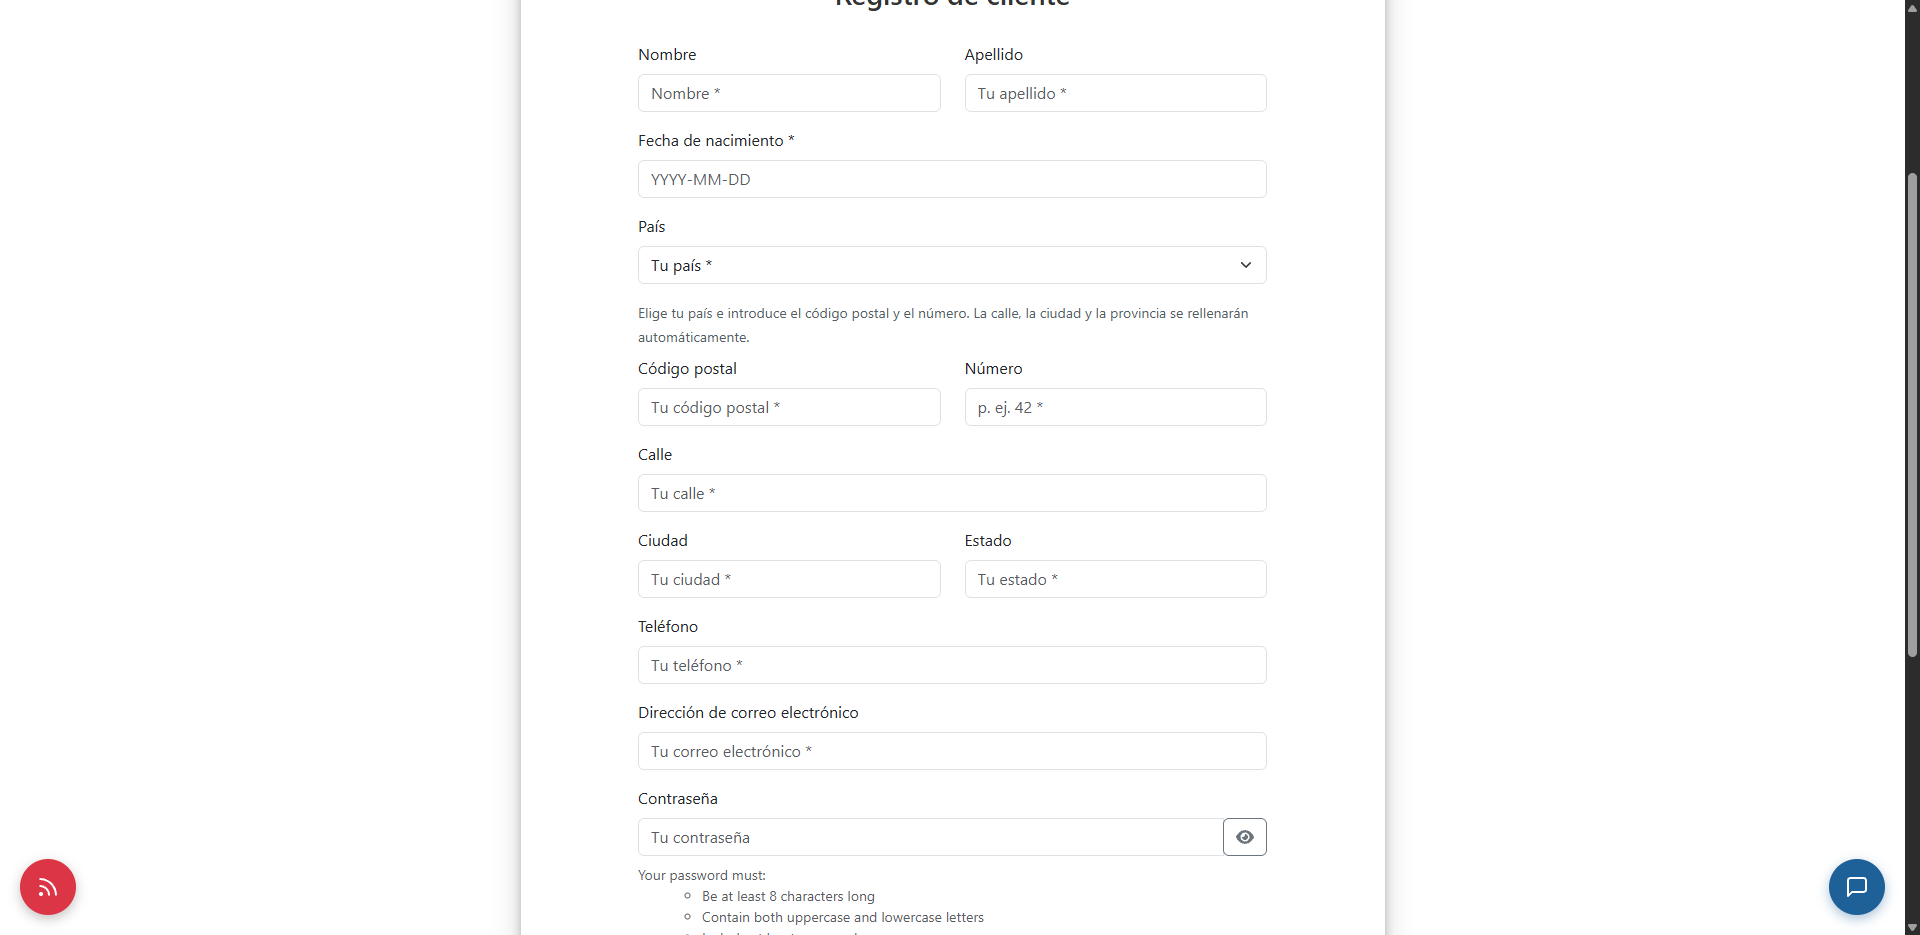 Registro de cliente
Nombre
Apellido
Nombre *
Tu apellido *
Fecha de nacimiento *
YYYY-MM-DD
País
Tu país *
Elige tu país e introduce el código postal y el número. La calle, la ciudad y la provincia se rellenarán
automáticamente.
Código postal
Número
Tu código postal *
p. ej. 42 *
Calle
Tu calle *
Ciudad
Estado
Tu ciudad *
Tu estado *
Teléfono
Tu teléfono *
Dirección de correo electrónico
Tu correo electrónico *
Contraseña
Tu contraseña
Your password must:
Be at least 8 characters long
Contain both uppercase and lowercase letters